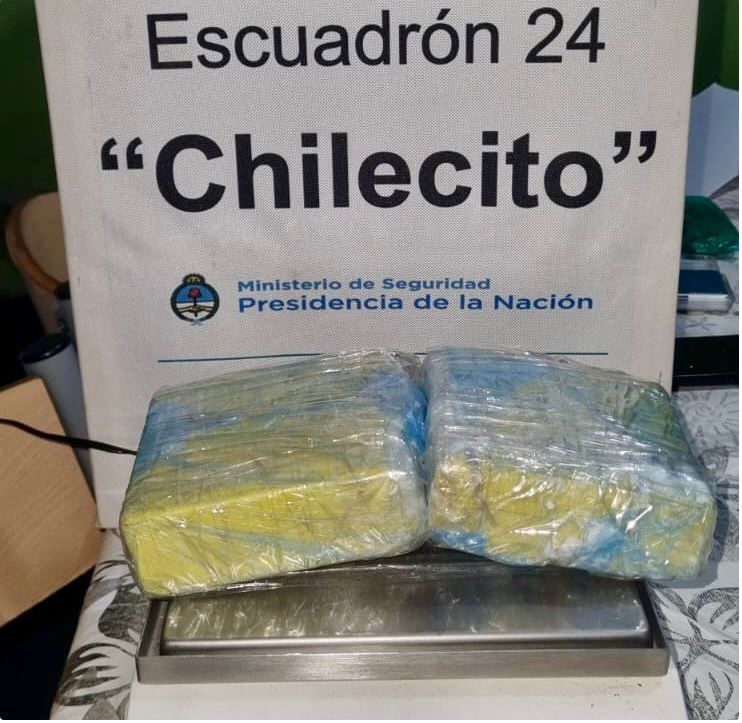 Escuadrón 24
“Chilecito”
Ministerio de Seguridad
Presidencia de la Nación